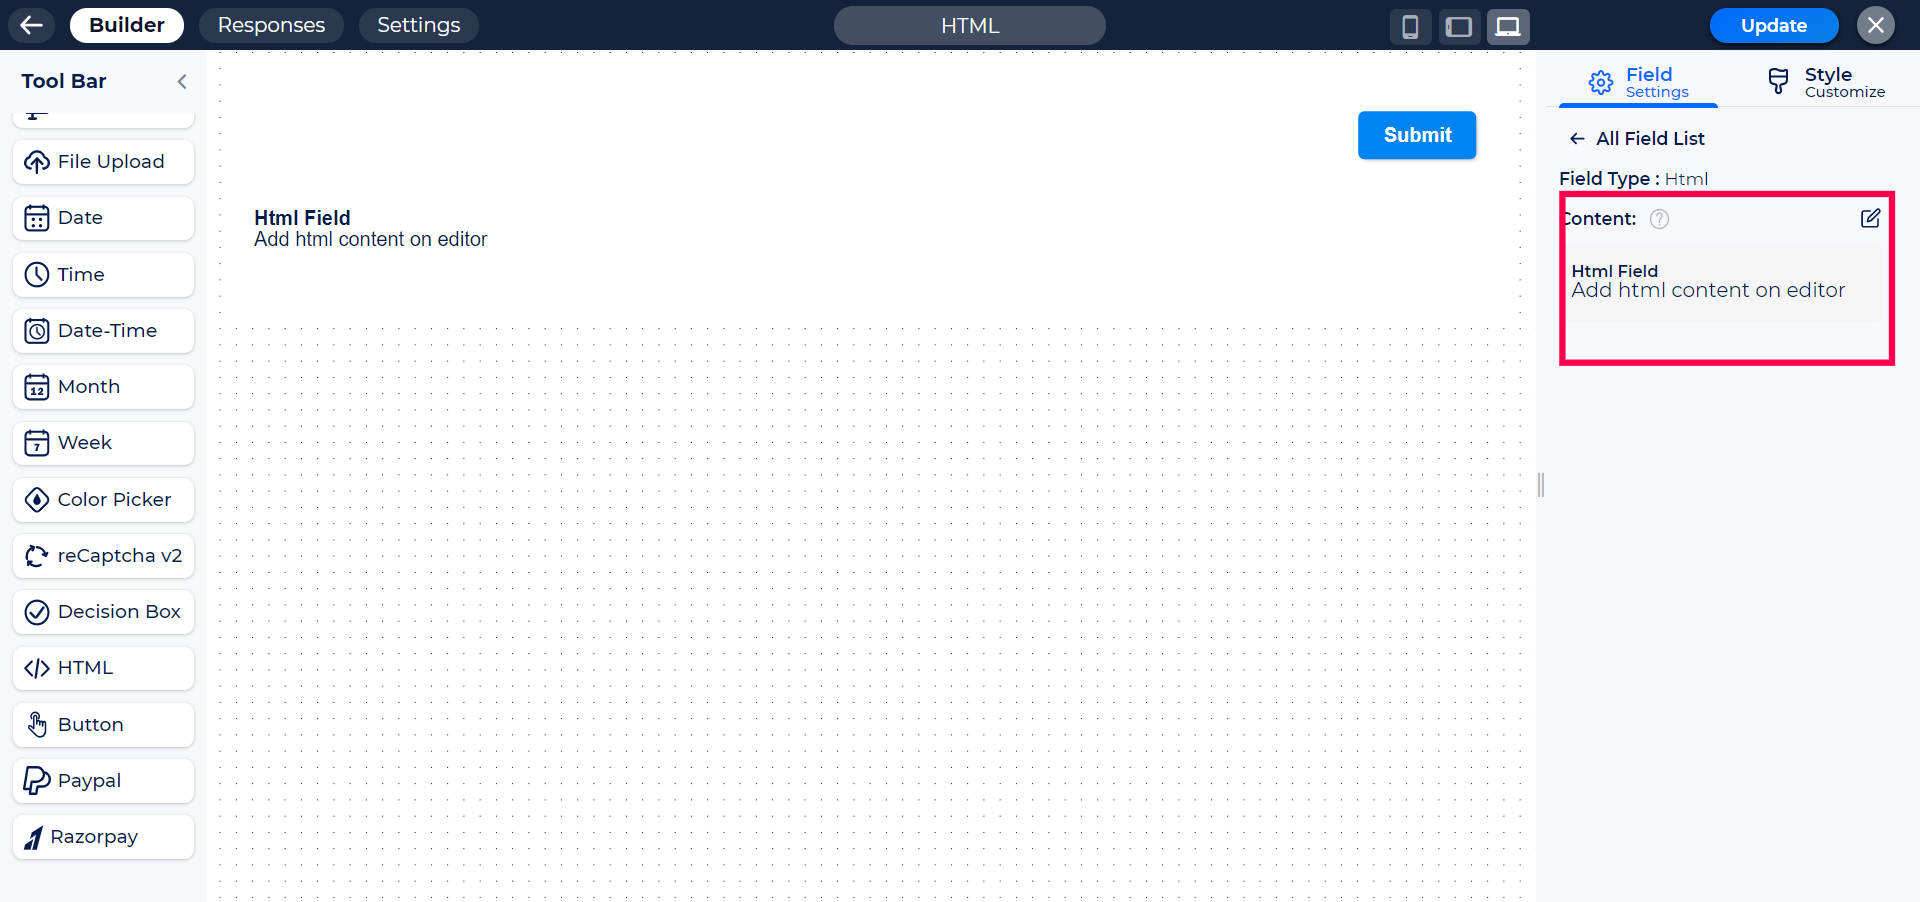 Builder
Responses
Settings
HTML
Update
Tool Bar
File Upload
Date
Time
Date-Time
12
Month
7
Week
Color Picker
reCaptcha v2
Decision Box
HTML
Button
Paypal
Razorpay
Submit
Html Field
Add html content on editor
Field
Settings
Style
Customize
All Field List
Field Type : Html
Content: ?
Html Field
Add html content on editor